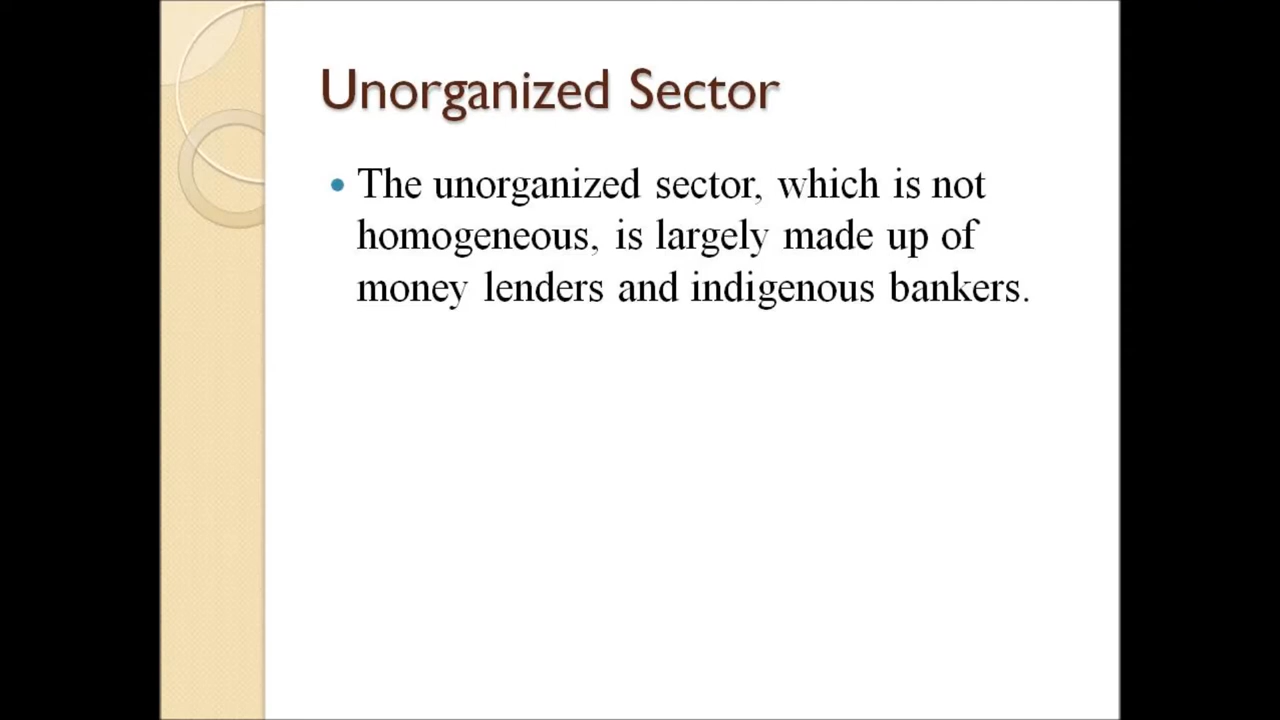 Unorganized Sector
• The unorganized sector, which is not
homogeneous, is largely made up of
money lenders and indigenous bankers.